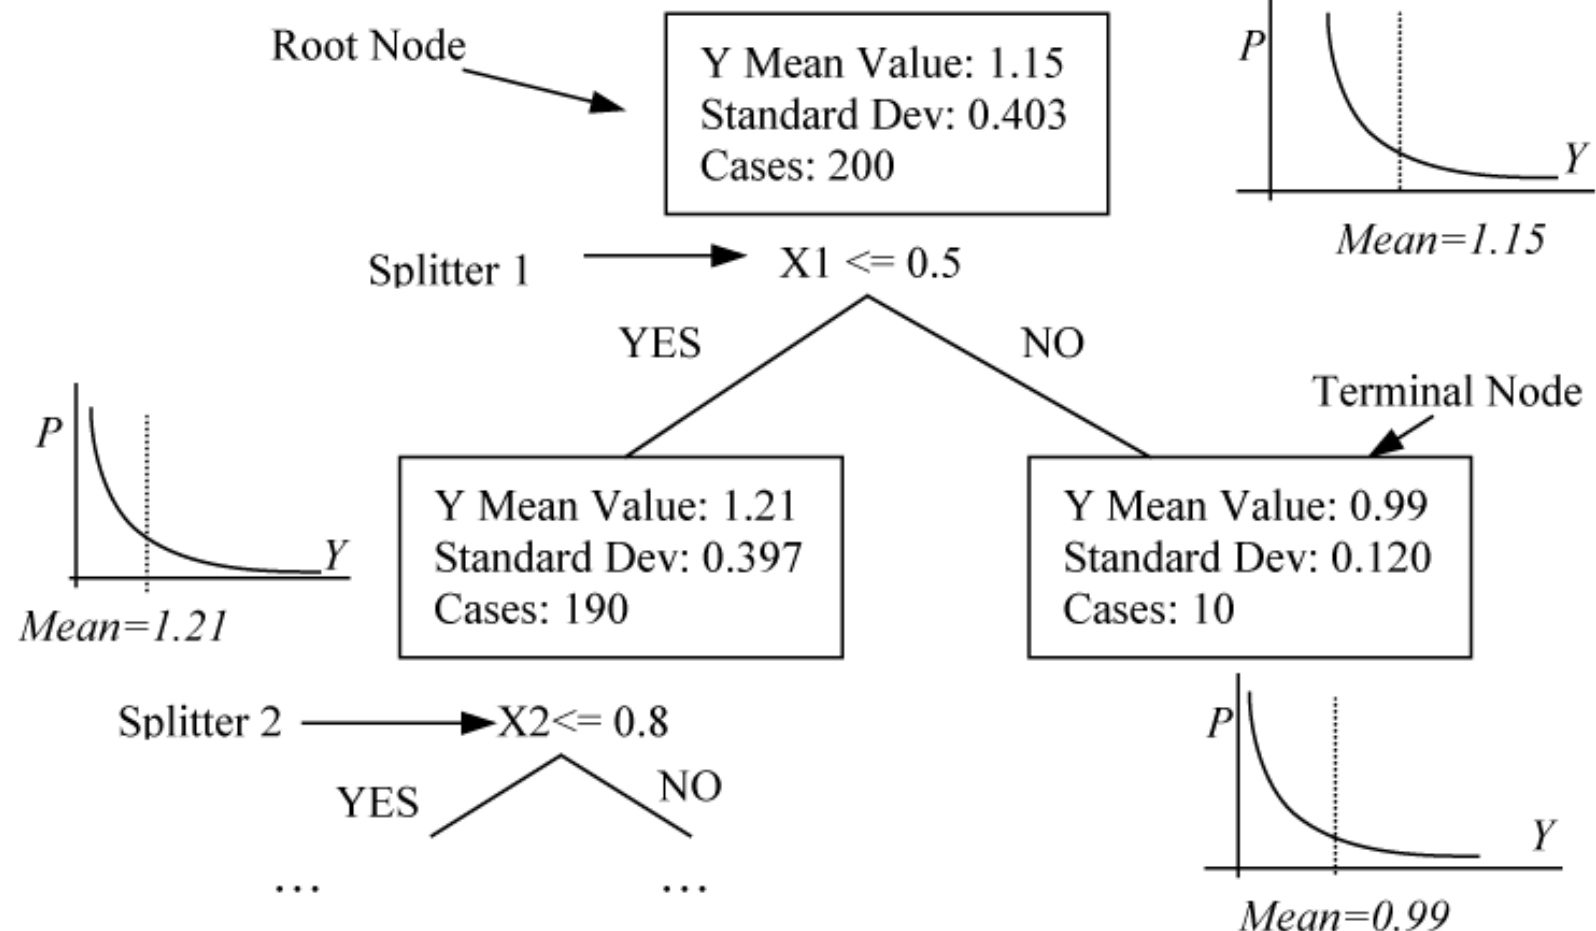 Root Node
Y Mean Value: 1.15
Standard Dev: 0.403
Cases: 200
P
Y
Mean=1.15
Splitter 1
X1 <= 0.5
YES
NO
Terminal Node
P
Y
Mean=1.21
Y Mean Value: 1.21
Standard Dev: 0.397
Cases: 190
Y Mean Value: 0.99
Standard Dev: 0.120
Cases: 10
Splitter 2
X2<= 0.8
YES
NO
...
...
P
Y
Mean=0.99